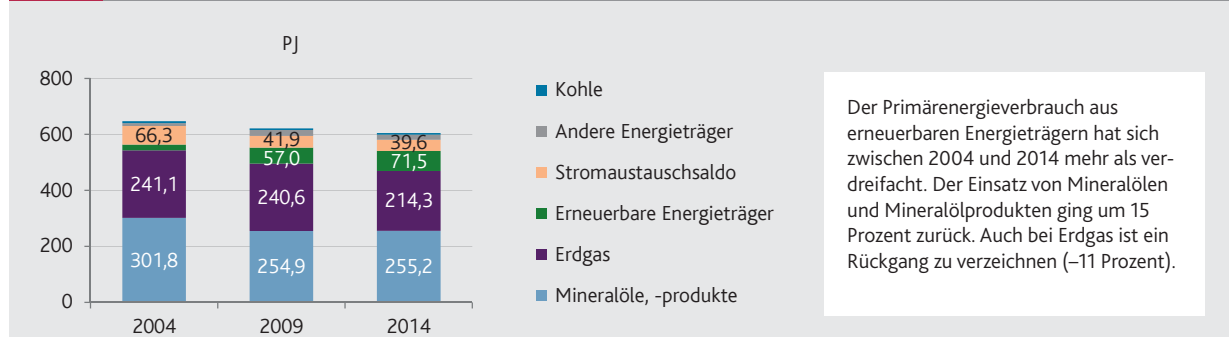 PJ
800
600
400
200
0
66,3
241,1
301,8
41,9
57,0
240,6
254,9
39,6
71,5
214,3
255,2
2004
2009
2014
Kohle
Andere Energieträger
Stromaustauschsaldo
Erneuerbare Energieträger
Erdgas
Mineralöle, -produkte
Der Primärenergieverbrauch aus
erneuerbaren Energieträgern hat sich
zwischen 2004 und 2014 mehr als ver-
dreifacht. Der Einsatz von Mineralölen
und Mineralölprodukten ging um 15
Prozent zurück. Auch bei Erdgas ist ein
Rückgang zu verzeichnen (–11 Prozent).